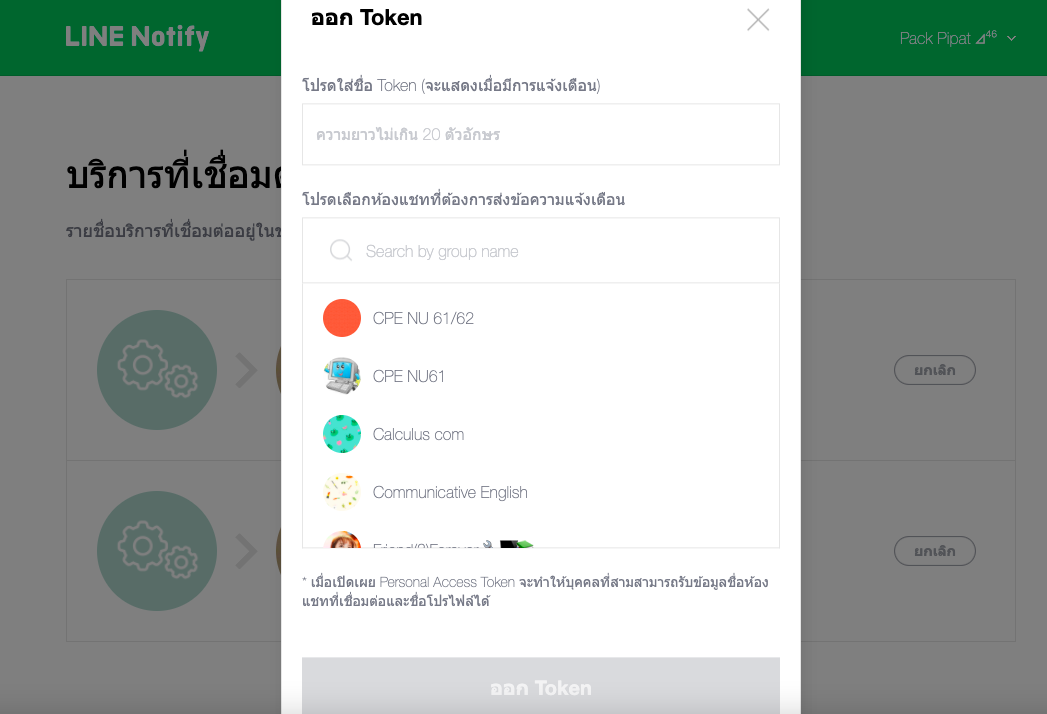 ออก Token
LINE Notify
Pack Pipat ⊿46
โปรดใส่ชื่อ Token (จะแสดงเมื่อมีการแจ้งเตือน)
ความยาวไม่เกิน 20 ตัวอักษร
บริการที่เชื่อม
โปรดเลือกห้องแชทที่ต้องการส่งข้อความแจ้งเตือน
รายชื่อบริการที่เชื่อมต่ออยู่ใน
Search by group name
CPE NU 61/62
CPE NU61
ยกเลิก
Calculus com
Communicative English
ยกเลิก
* เมื่อเปิดเผย Personal Access Token จะทำให้บุคคลที่สามสามารถรับข้อมูลชื่อห้อง
แชทที่เชื่อมต่อและชื่อโปรไฟล์ได้
ออก Token